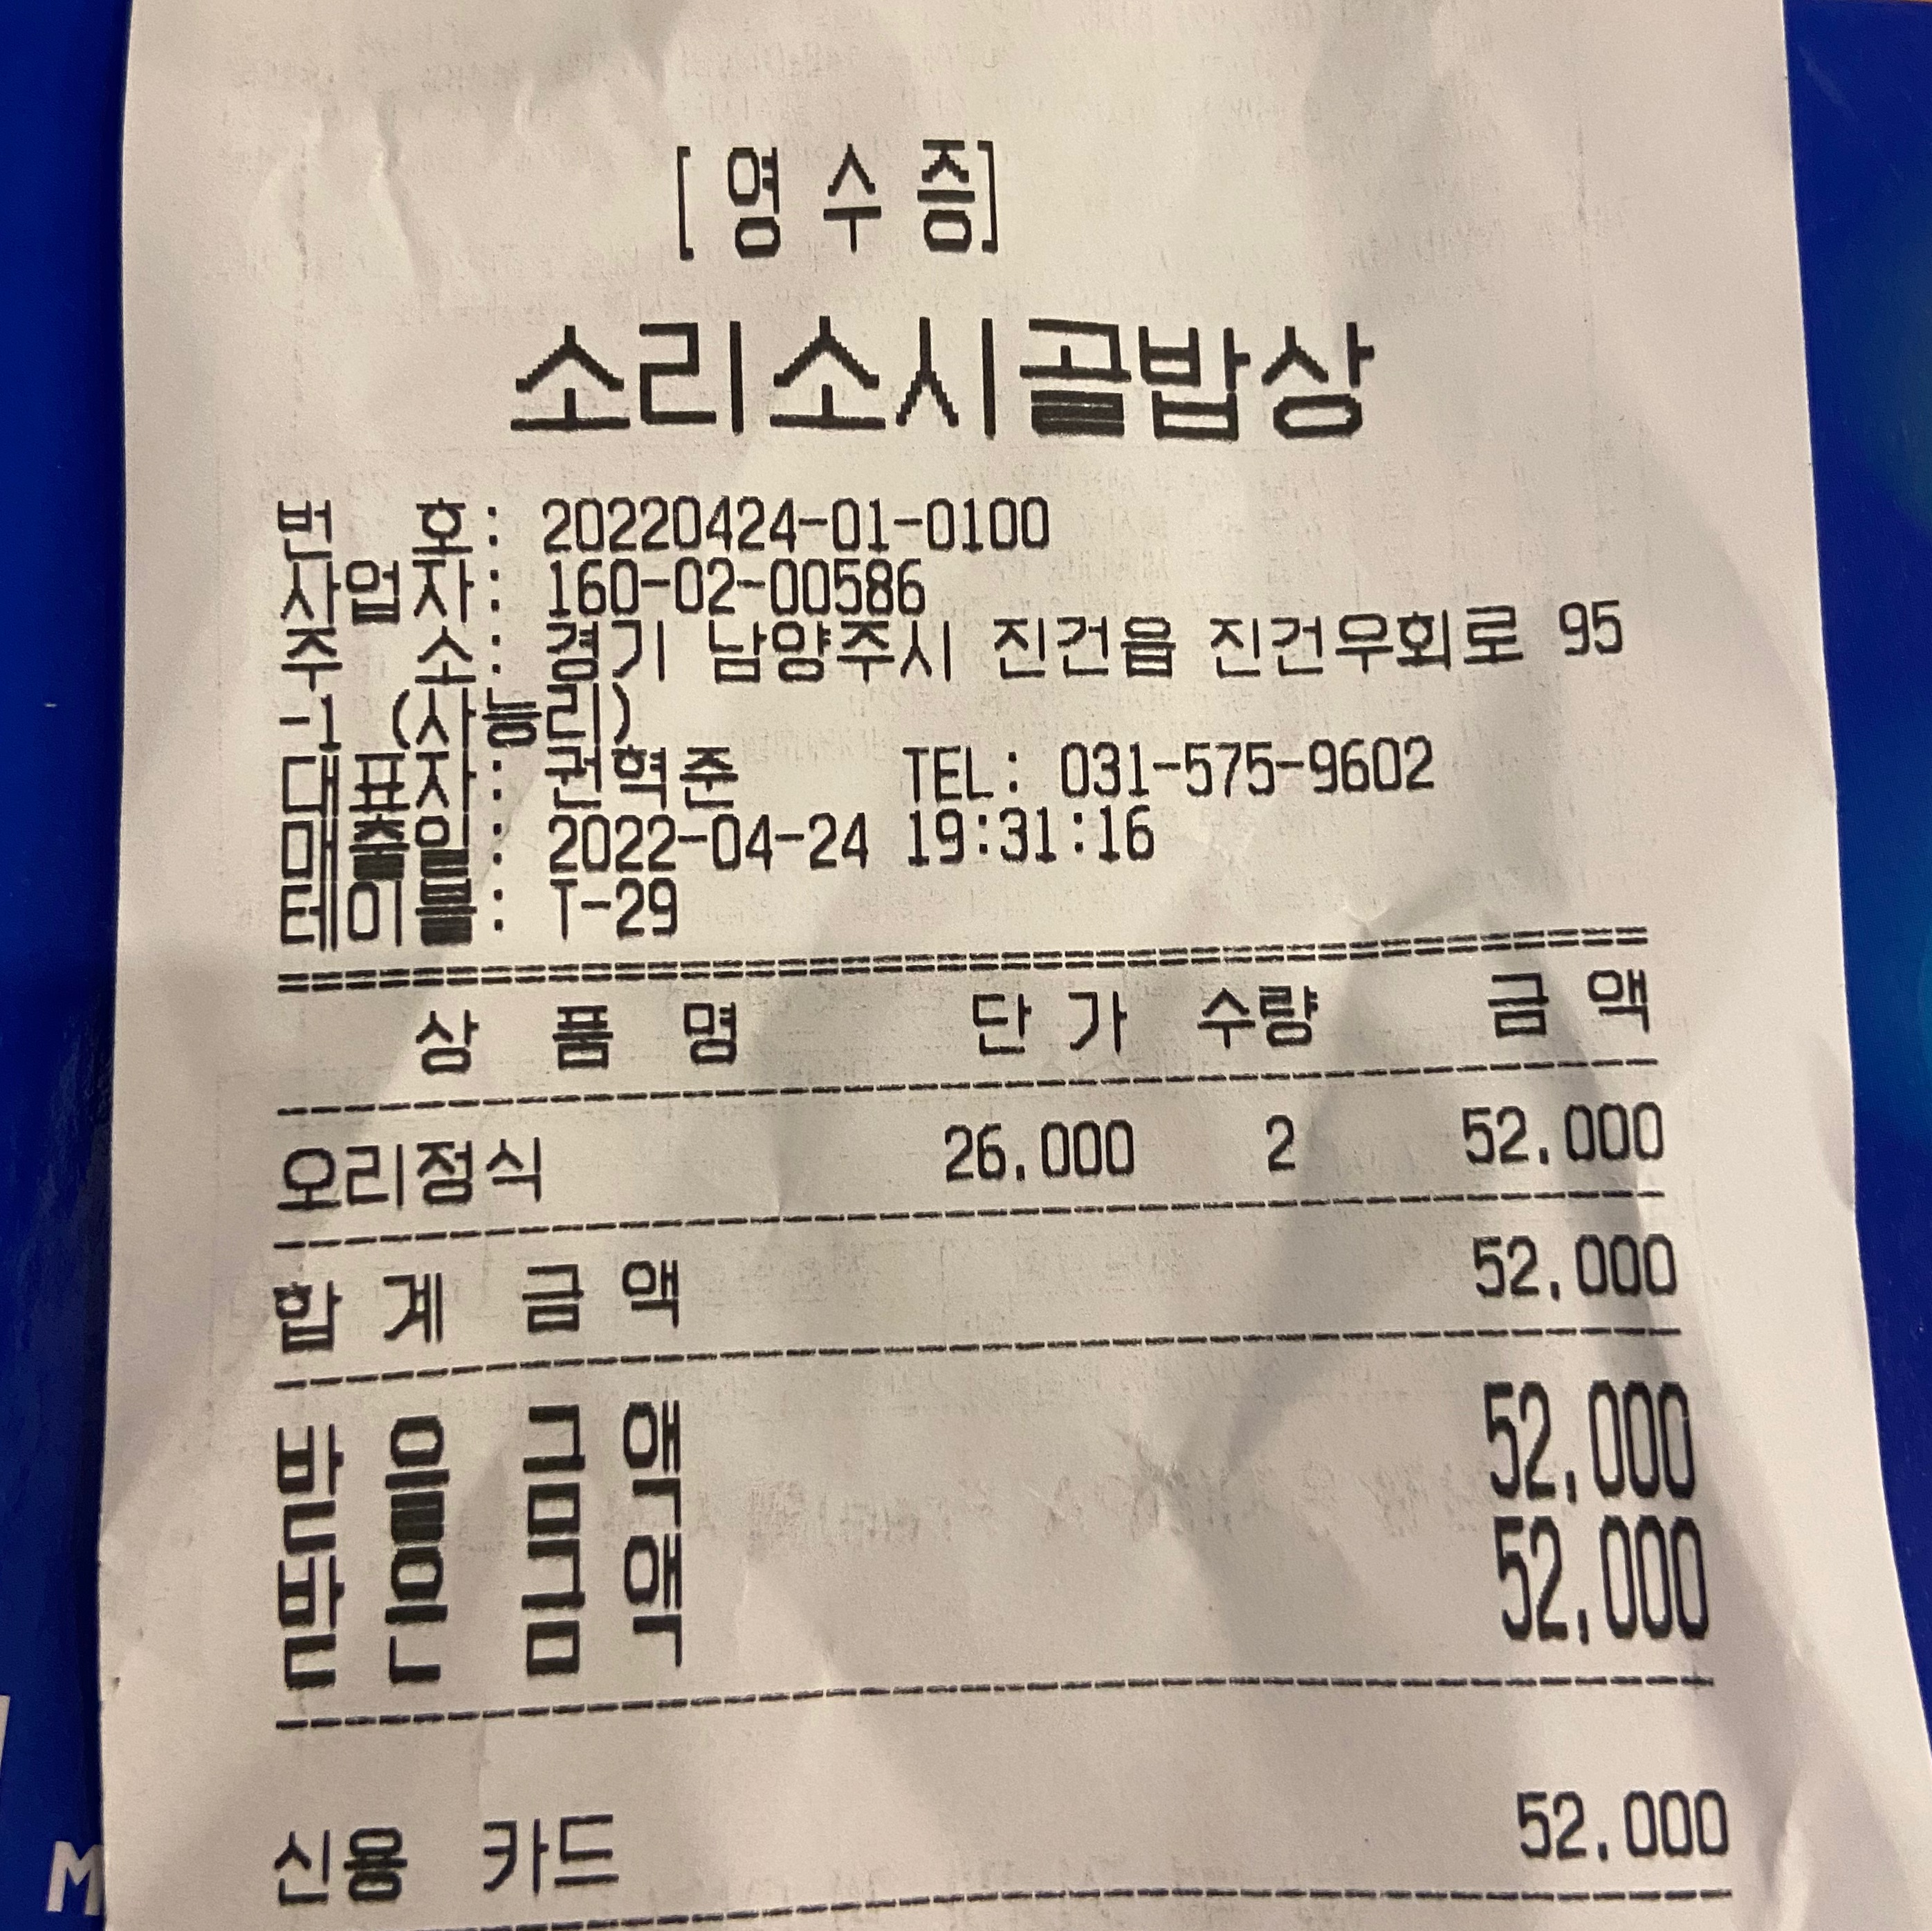 [영수증]
소리소시골밥상
번 호: 20220424-01-0100
사업자: 160-02-00586
주 소: 경기 남양주시 진건읍 진건우회로 95
-1 (사능리)
대표자: 권혁준 TEL: 031-575-9602
매출일: 2022-04-24 19:31:16
테이블: T-29
상 품 명 단 가 수량 금 액
오리정식 26,000 2 52,000
합 계 금 액 52,000
받 을 금 액 52,000
받 은 금 액 52,000
신용 카드 52,000
M